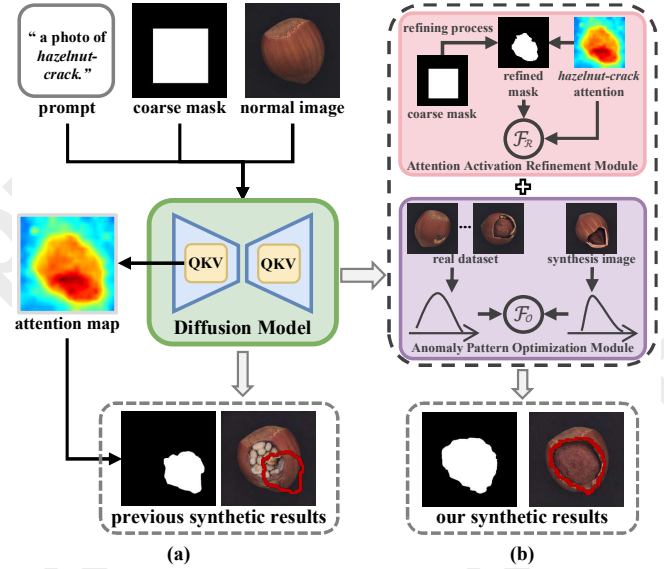 “ a photo of
hazelnut-
crack.”
prompt
coarse mask
normal image
QKV
QKV
Diffusion Model
attention map
previous synthetic results
(a)
refining process
refined
mask
hazelnut-crack
attention
coarse mask
ℱ_ℛ
Attention Activation Refinement Module
...
real dataset
synthesis image
ℱ_𝒪
Anomaly Pattern Optimization Module
our synthetic results
(b)